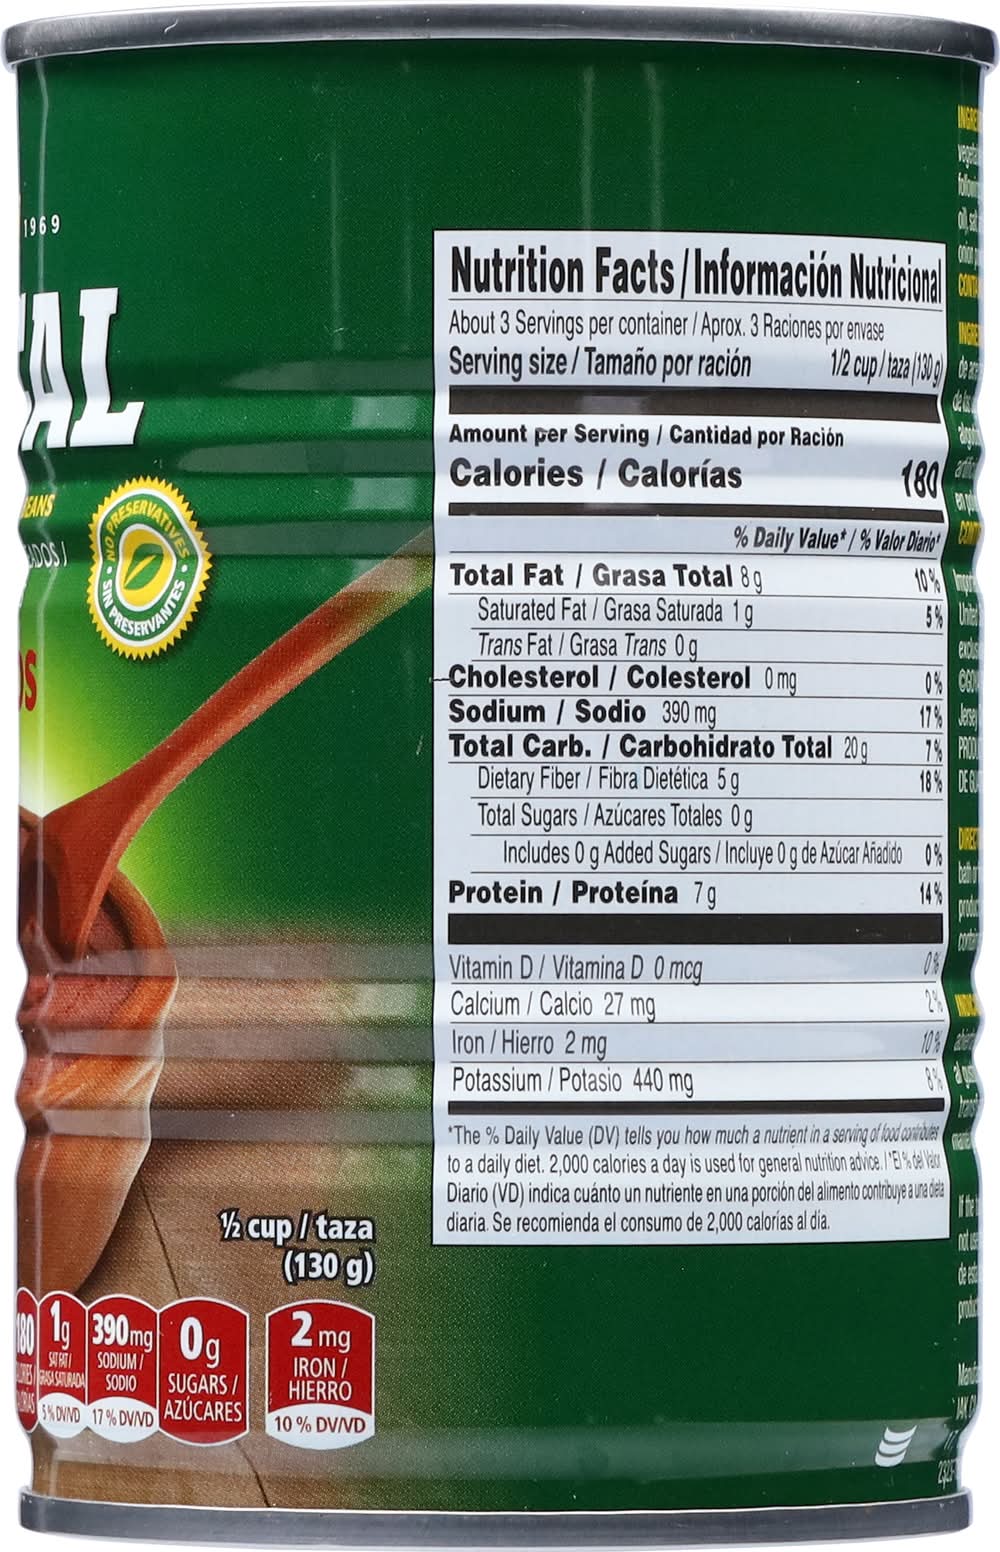 1969
AL
EANS
ADOS /
NO PRESERVATIVES
SIN PRESERVANTES
OS
Nutrition Facts / Información Nutricional
About 3 Servings per container / Aprox. 3 Raciones por envase
Serving size / Tamaño por ración 1/2 cup / taza (130 g)
Amount per Serving / Cantidad por Ración
Calories / Calorías 180
% Daily Value* / % Valor Diario*
Total Fat / Grasa Total 8 g 10 %
Saturated Fat / Grasa Saturada 1 g 5 %
Trans Fat / Grasa Trans 0 g
Cholesterol / Colesterol 0 mg 0 %
Sodium / Sodio 390 mg 17 %
Total Carb. / Carbohidrato Total 20 g 7 %
Dietary Fiber / Fibra Dietética 5 g 18 %
Total Sugars / Azúcares Totales 0 g
Includes 0 g Added Sugars / Incluye 0 g de Azúcar Añadido 0 %
Protein / Proteína 7 g 14 %
Vitamin D / Vitamina D 0 mcg 0 %
Calcium / Calcio 27 mg 2 %
Iron / Hierro 2 mg 10 %
Potassium / Potasio 440 mg 8 %
*The % Daily Value (DV) tells you how much a nutrient in a serving of food contributes
to a daily diet. 2,000 calories a day is used for general nutrition advice. / *El % del Valor
Diario (VD) indica cuánto un nutriente en una porción del alimento contribuye a una dieta
diaria. Se recomienda el consumo de 2,000 calorías al día.
½ cup / taza
(130 g)
180
1g
SAT FAT /
GRASA SATURADA
5 % DV/VD
390mg
SODIUM /
SODIO
17 % DV/VD
0g
SUGARS /
AZÚCARES
2 mg
IRON /
HIERRO
10 % DV/VD